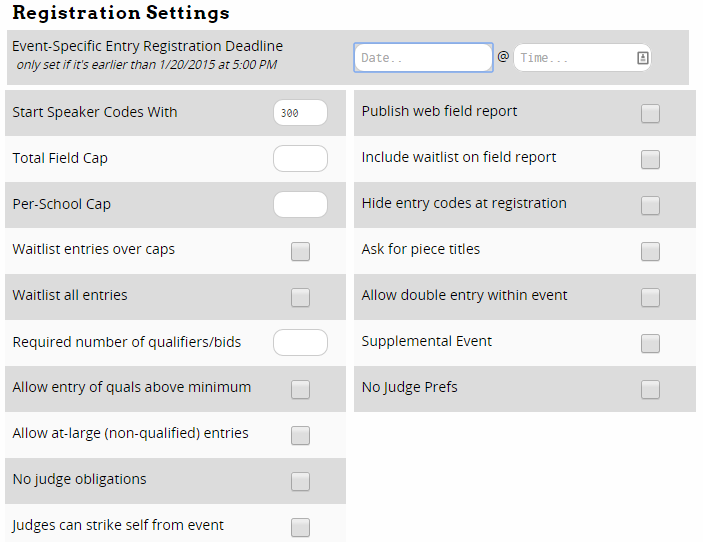 Registration Settings
Event-Specific Entry Registration Deadline
only set if it's earlier than 1/20/2015 at 5:00 PM
Date..
@
Time...
Start Speaker Codes With
300
Total Field Cap
Per-School Cap
Waitlist entries over caps
Waitlist all entries
Required number of qualifiers/bids
Allow entry of quals above minimum
Allow at-large (non-qualified) entries
No judge obligations
Judges can strike self from event
Publish web field report
Include waitlist on field report
Hide entry codes at registration
Ask for piece titles
Allow double entry within event
Supplemental Event
No Judge Prefs